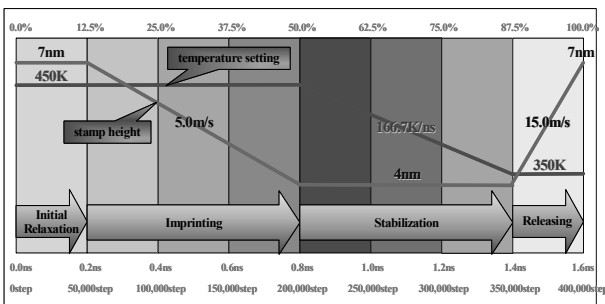 0.0% 12.5% 25.0% 37.5% 50.0% 62.5% 75.0% 87.5% 100.0%
7nm 7nm
temperature setting
450K
166.7K/ns
5.0m/s 15.0m/s
stamp height
350K
4nm
Initial
Relaxation
Imprinting Stabilization Releasing
0.0ns 0.2ns 0.4ns 0.6ns 0.8ns 1.0ns 1.2ns 1.4ns 1.6ns
0step 50,000step 100,000step 150,000step 200,000step 250,000step 300,000step 350,000step 400,000step